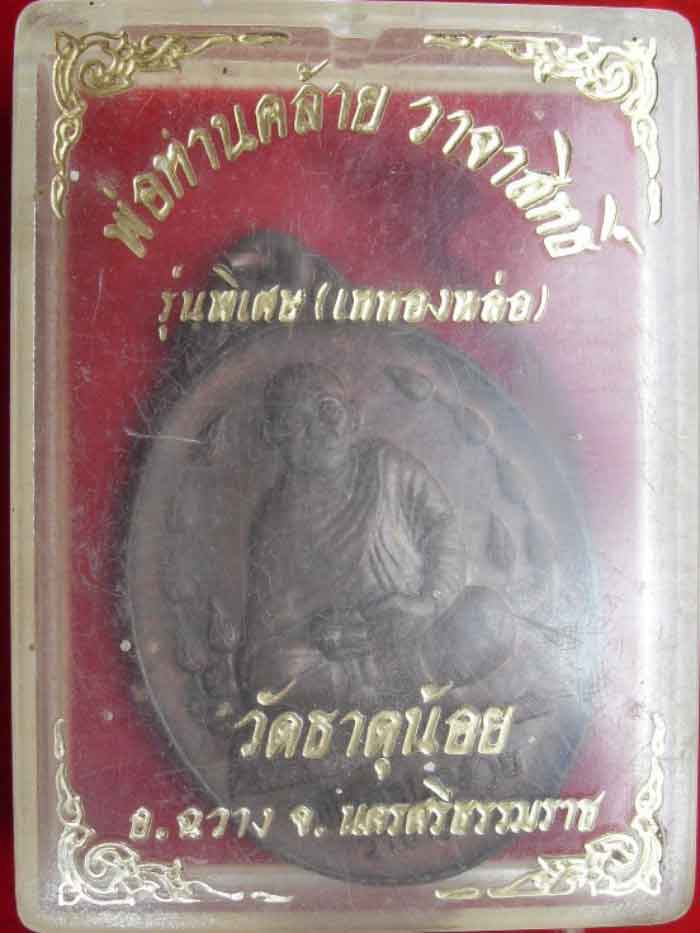 พ่อท่านคล้าย วาจาสิทธิ์
รุ่นพิเศษ (เททองหล่อ)
วัดธาตุน้อย
อ.ฉวาง จ.นครศรีธรรมราช